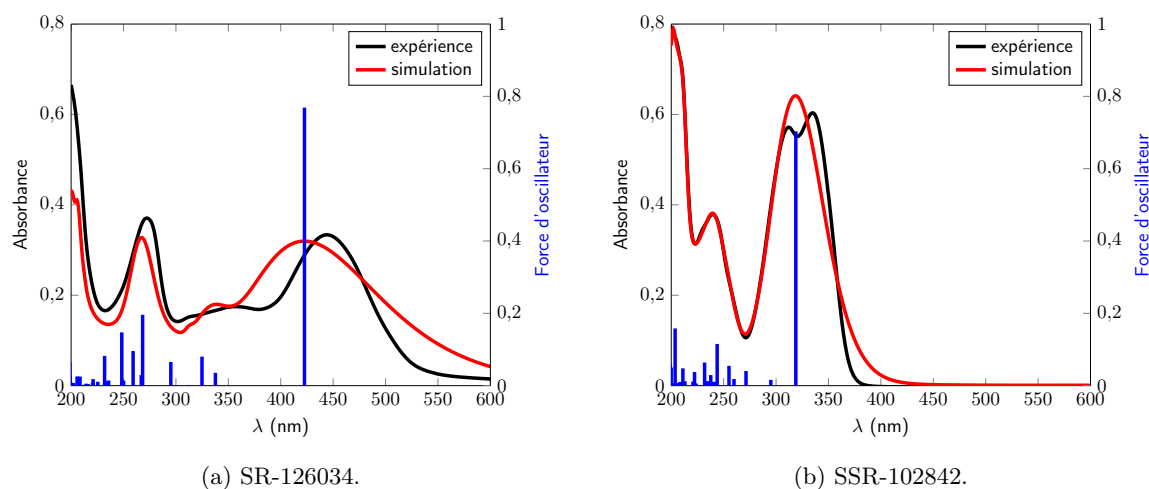 0,8
0,6
0,4
0,2
0
200 250 300 350 400 450 500 550 600
1
0,8
0,6
0,4
0,2
0
Absorbance
λ (nm)
Force d'oscillateur
expérience
simulation
(a) SR-126034.
0,8
0,6
0,4
0,2
0
200 250 300 350 400 450 500 550 600
1
0,8
0,6
0,4
0,2
0
Absorbance
λ (nm)
Force d'oscillateur
expérience
simulation
(b) SSR-102842.